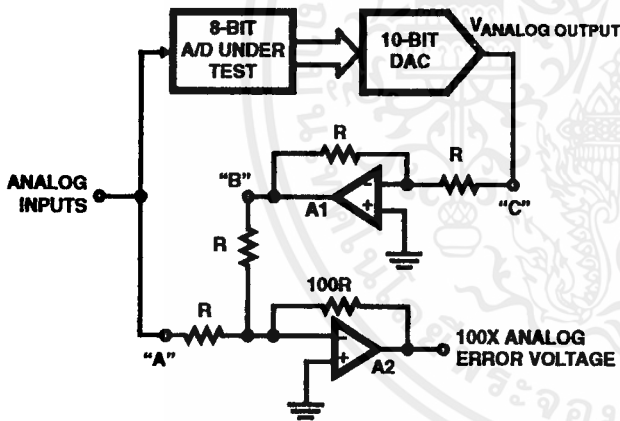 8-BIT
A/D UNDER
TEST
10-BIT
DAC
VANALOG OUTPUT
R
R
ANALOG
INPUTS
"B"
A1
"C"
R
100R
R
"A"
A2
100X ANALOG
ERROR VOLTAGE